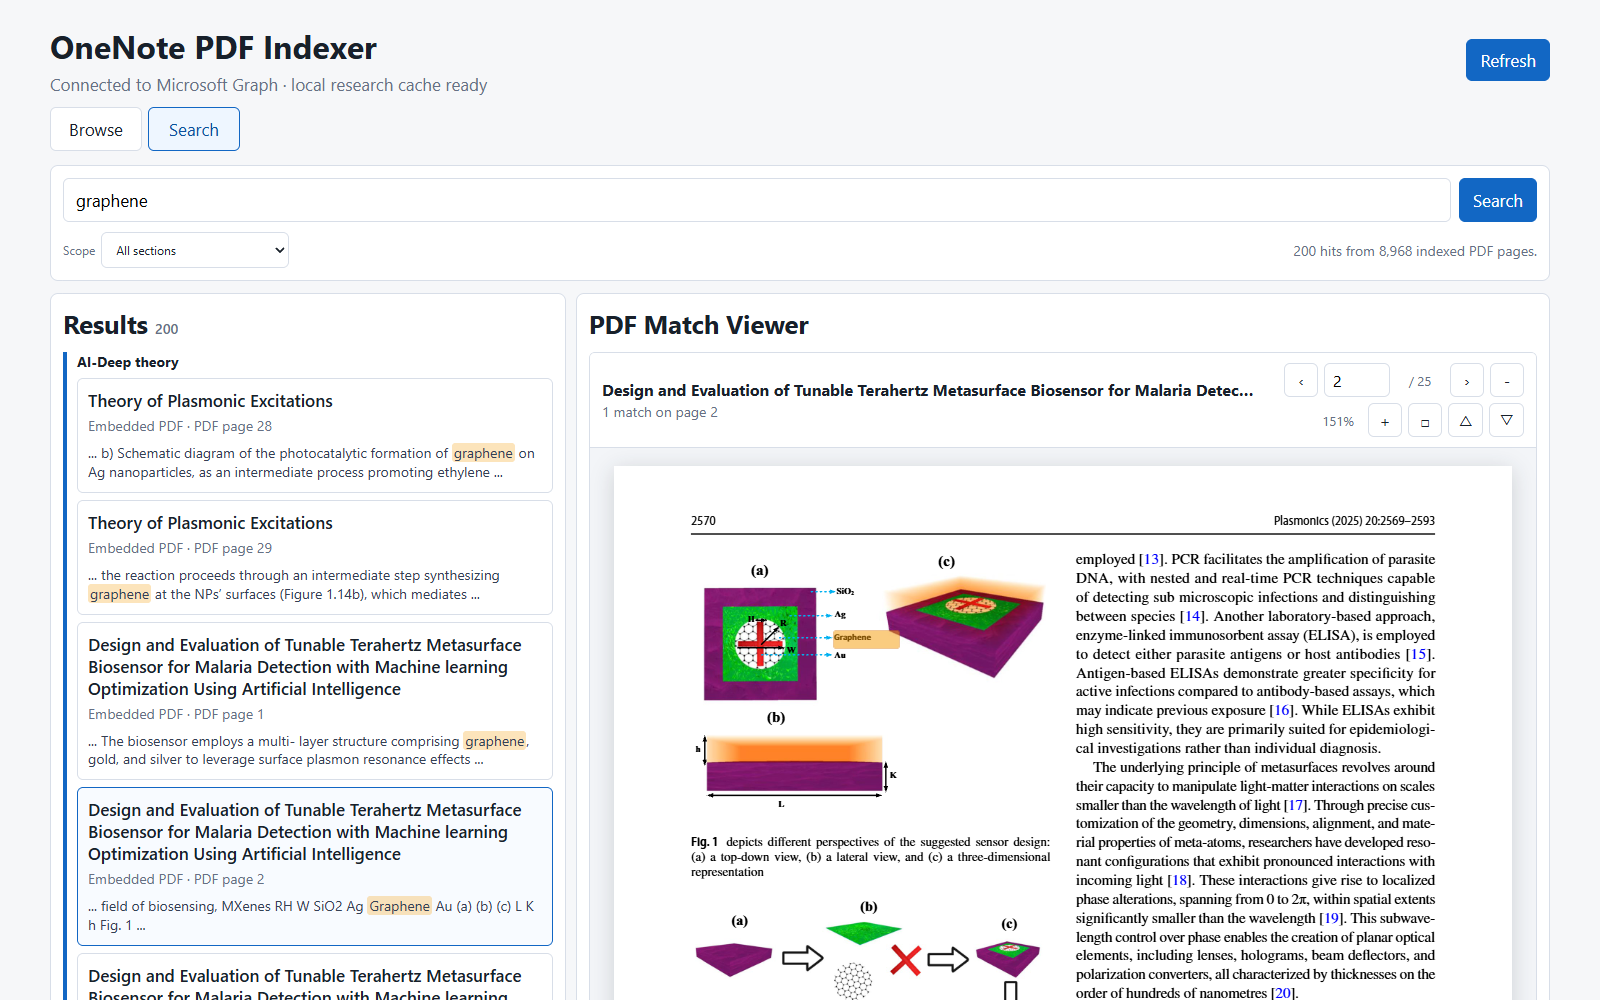 OneNote PDF Indexer
Connected to Microsoft Graph · local research cache ready
Refresh
Browse
Search
graphene
Search
Scope
All sections
200 hits from 8,968 indexed PDF pages.
Results 200
AI-Deep theory
Theory of Plasmonic Excitations
Embedded PDF · PDF page 28
... b) Schematic diagram of the photocatalytic formation of graphene on
Ag nanoparticles, as an intermediate process promoting ethylene ...
Theory of Plasmonic Excitations
Embedded PDF · PDF page 29
... the reaction proceeds through an intermediate step synthesizing
graphene at the NPs' surfaces (Figure 1.14b), which mediates ...
Design and Evaluation of Tunable Terahertz Metasurface
Biosensor for Malaria Detection with Machine learning
Optimization Using Artificial Intelligence
Embedded PDF · PDF page 1
... The biosensor employs a multi- layer structure comprising graphene,
gold, and silver to leverage surface plasmon resonance effects ...
Design and Evaluation of Tunable Terahertz Metasurface
Biosensor for Malaria Detection with Machine learning
Optimization Using Artificial Intelligence
Embedded PDF · PDF page 2
... field of biosensing, MXenes RH W SiO2 Ag Graphene Au (a) (b) (c) L K
h Fig. 1 ...
Design and Evaluation of Tunable Terahertz Metasurface
Biosensor for Malaria Detection with Machine learning
PDF Match Viewer
Design and Evaluation of Tunable Terahertz Metasurface Biosensor for Malaria Detec...
1 match on page 2
‹
2
/ 25
›
-
151%
+
□
△
▽
2570
Plasmonics (2025) 20:2569–2593
(a)
(c)
SiO₂
Ag
Graphene
Au
H
R
W
(b)
h
K
L
Fig. 1 depicts different perspectives of the suggested sensor design:
(a) a top-down view, (b) a lateral view, and (c) a three-dimensional
representation
(a)
(b)
(c)
employed [13]. PCR facilitates the amplification of parasite
DNA, with nested and real-time PCR techniques capable
of detecting sub microscopic infections and distinguishing
between species [14]. Another laboratory-based approach,
enzyme-linked immunosorbent assay (ELISA), is employed
to detect either parasite antigens or host antibodies [15].
Antigen-based ELISAs demonstrate greater specificity for
active infections compared to antibody-based assays, which
may indicate previous exposure [16]. While ELISAs exhibit
high sensitivity, they are primarily suited for epidemiologi-
cal investigations rather than individual diagnosis.
The underlying principle of metasurfaces revolves around
their capacity to manipulate light-matter interactions on scales
smaller than the wavelength of light [17]. Through precise cus-
tomization of the geometry, dimensions, alignment, and mate-
rial properties of meta-atoms, researchers have developed reso-
nant configurations that exhibit pronounced interactions with
incoming light [18]. These interactions give rise to localized
phase alterations, spanning from 0 to 2π, within spatial extents
significantly smaller than the wavelength [19]. This subwave-
length control over phase enables the creation of planar optical
elements, including lenses, holograms, beam deflectors, and
polarization converters, all characterized by thicknesses on the
order of hundreds of nanometres [20].